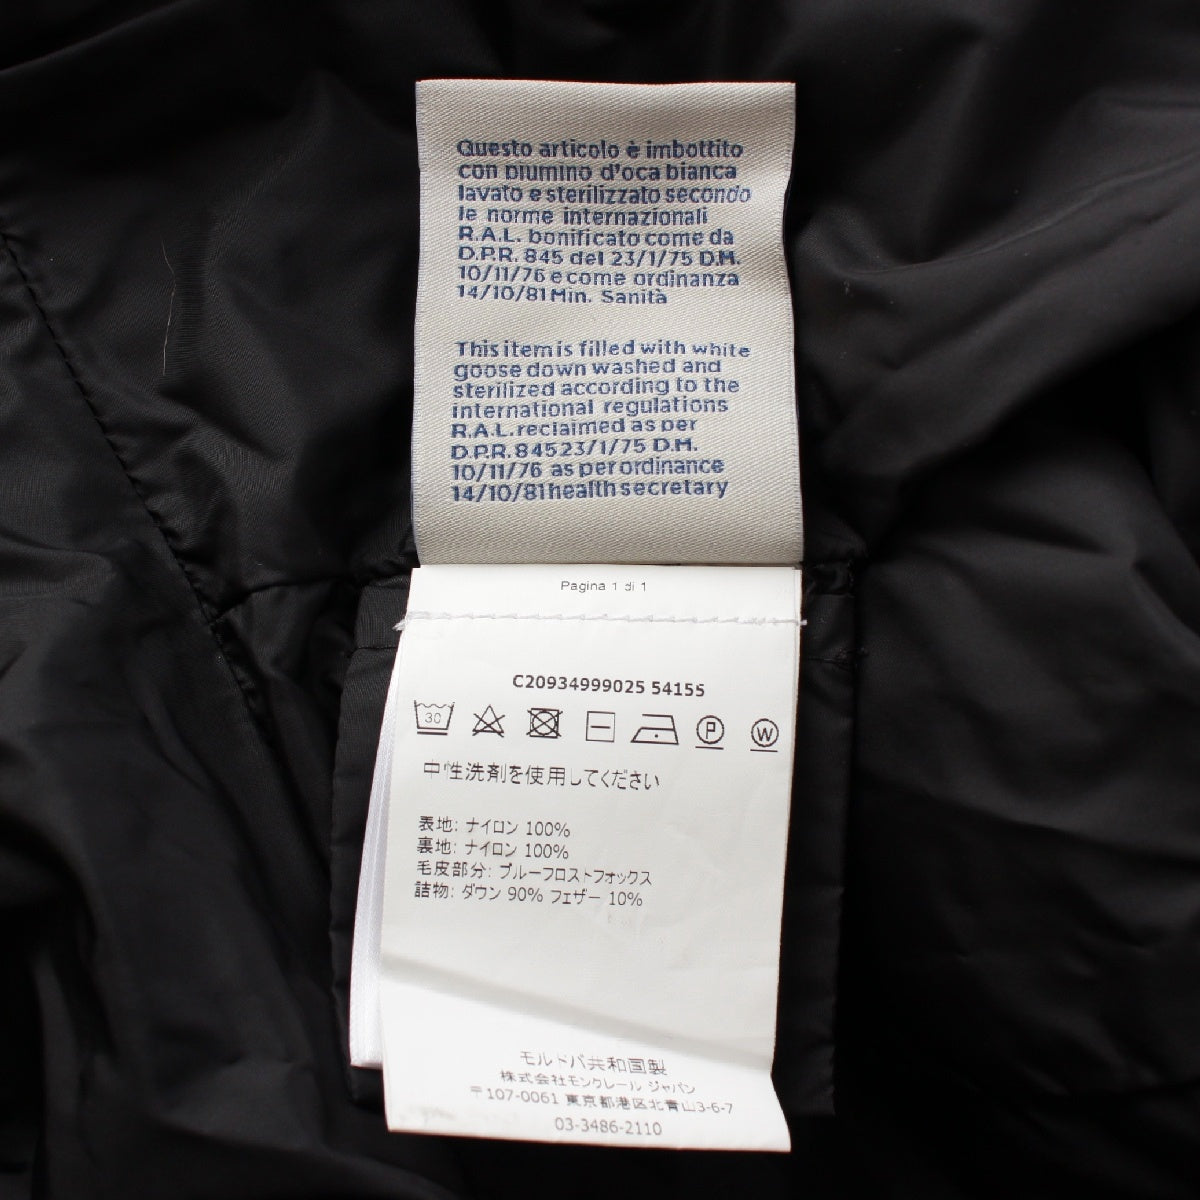 Questo articolo è imbottito
con piumino d'oca bianca
lavato e sterilizzato secondo
le norme internazionali
R.A.L. bonificato come da
D.P.R. 845 del 23/1/75 D.M.
10/11/76 e come ordinanza
14/10/81 Min. Sanità
This item is filled with white
goose down washed and
sterilized according to the
international regulations
R.A.L. reclaimed as per
D.P.R. 845 23/1/75 D.M.
10/11/76 as per ordinance
14/10/81 health secretary
Pagina 1 di 1
C20934999025 54155
30 P W
中性洗剤を使用してください
表地: ナイロン 100%
裏地: ナイロン 100%
毛皮部分: ブルーフロストフォックス
詰物: ダウン 90% フェザー 10%
モルドバ共和国製
株式会社モンクレール ジャパン
〒107-0061 東京都港区北青山3-6-7
03-3486-2110